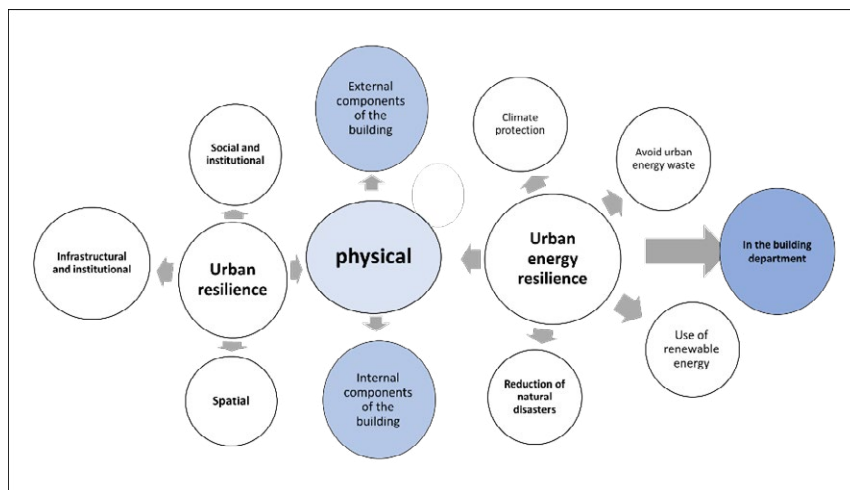 External
components
of the
building
Climate
protection
Social and
institutional
Avoid urban
energy waste
Infrastructural
and institutional
Urban
resilience
physical
Urban
energy
resilience
In the building
department
Use of
renewable
energy
Spatial
Internal
components
of the
building
Reduction of
natural
disasters